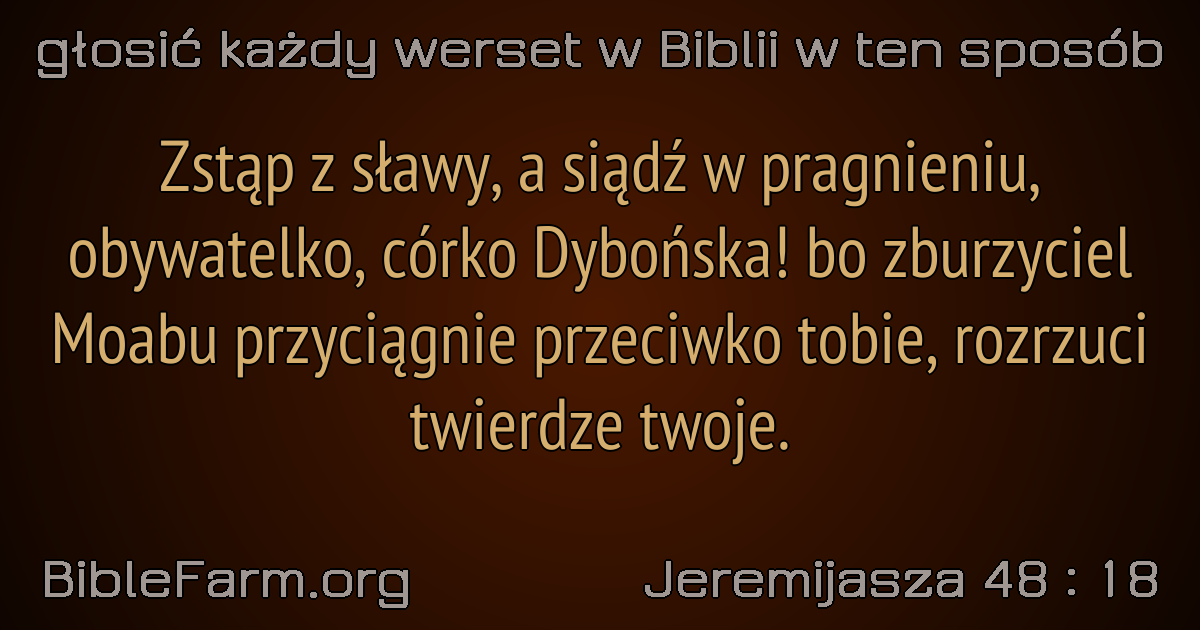 głosić każdy werset w Biblii w ten sposób
Zstąp z sławy, a siądź w pragnieniu,
obywatelko, córko Dybońska! bo zburzyciel
Moabu przyciągnie przeciwko tobie, rozrzuci
twierdze twoje.
BibleFarm.org
Jeremijasza 48 : 18